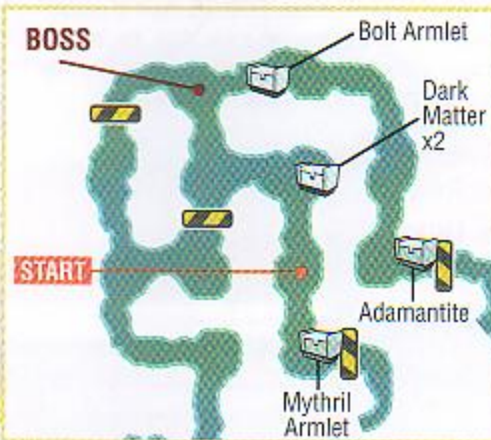 BOSS
Bolt Armlet
Dark
Matter
x2
START
Adamantite
Mythril
Armlet